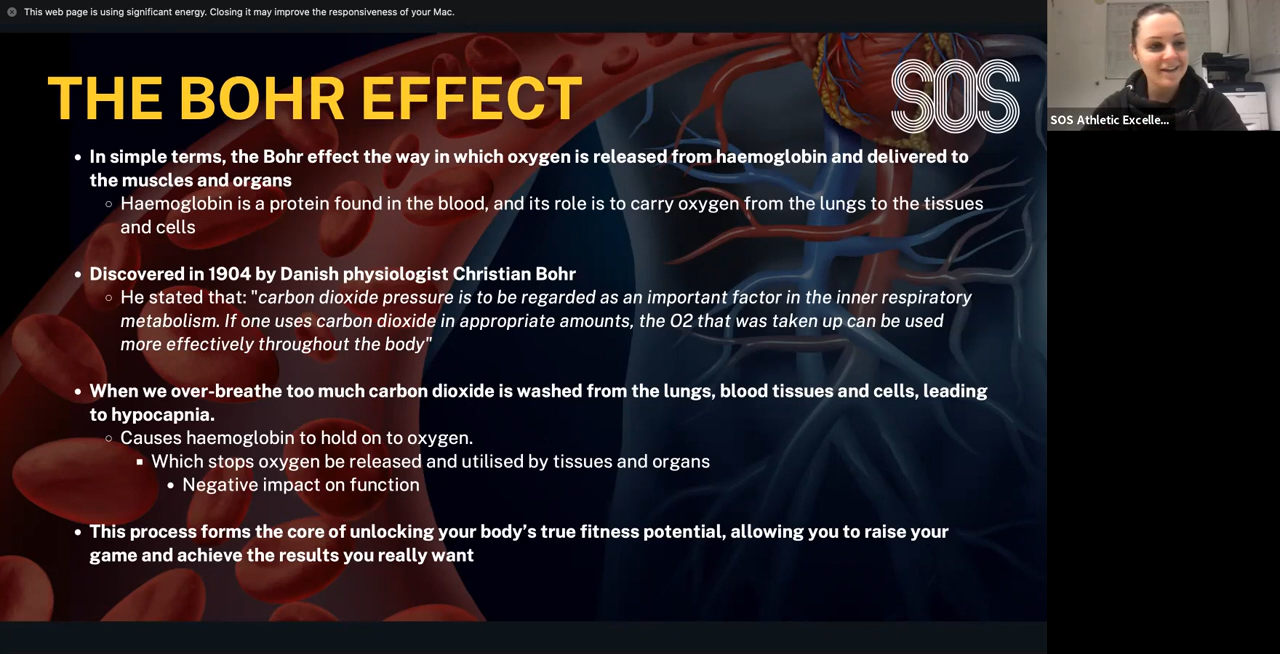 This web page is using significant energy. Closing it may improve the responsiveness of your Mac.
THE BOHR EFFECT
SOS
SOS Athletic Excelle...
• In simple terms, the Bohr effect the way in which oxygen is released from haemoglobin and delivered to
the muscles and organs
○ Haemoglobin is a protein found in the blood, and its role is to carry oxygen from the lungs to the tissues
and cells
• Discovered in 1904 by Danish physiologist Christian Bohr
○ He stated that: "carbon dioxide pressure is to be regarded as an important factor in the inner respiratory
metabolism. If one uses carbon dioxide in appropriate amounts, the O2 that was taken up can be used
more effectively throughout the body"
• When we over-breathe too much carbon dioxide is washed from the lungs, blood tissues and cells, leading
to hypocapnia.
○ Causes haemoglobin to hold on to oxygen.
▪ Which stops oxygen be released and utilised by tissues and organs
• Negative impact on function
• This process forms the core of unlocking your body’s true fitness potential, allowing you to raise your
game and achieve the results you really want